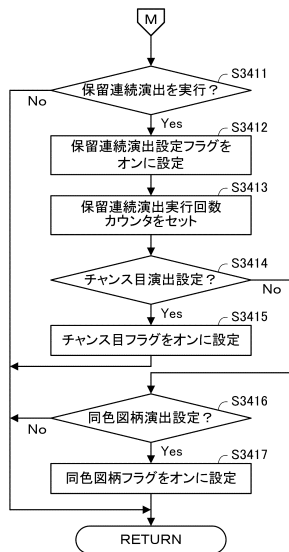 M
S3411
保留連続演出を実行？
No
Yes
S3412
保留連続演出設定フラグを
オンに設定
S3413
保留連続演出実行回数
カウンタをセット
S3414
チャンス目演出設定？
No
Yes
S3415
チャンス目フラグをオンに設定
S3416
同色図柄演出設定？
No
Yes
S3417
同色図柄フラグをオンに設定
RETURN